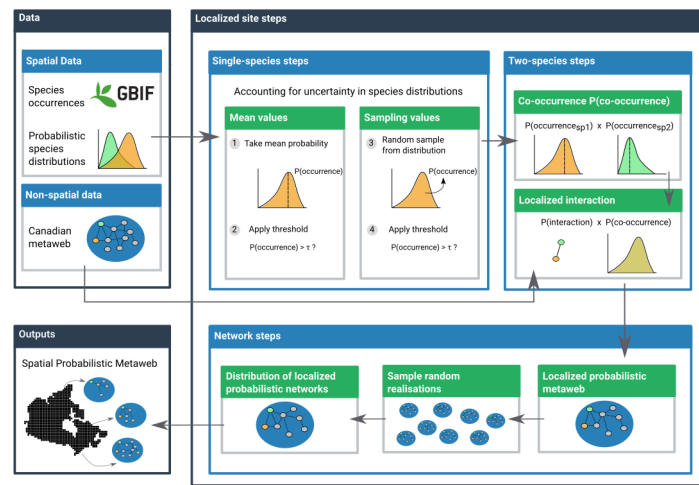 Data
Spatial Data
Species
occurrences
GBIF
Probabilistic
species
distributions
Non-spatial data
Canadian
metaweb
Localized site steps
Single-species steps
Accounting for uncertainty in species distributions
Mean values
1 Take mean probability
P(occurrence)
2 Apply threshold
P(occurrence) > τ ?
Sampling values
3 Random sample
from distribution
P(occurrence)
4 Apply threshold
P(occurrence) > τ ?
Two-species steps
Co-occurrence P(co-occurrence)
P(occurrencesp1) x P(occurrencesp2)
Localized interaction
P(interaction) x P(co-occurrence)
Network steps
Localized probabilistic
metaweb
Sample random
realisations
Distribution of localized
probabilistic networks
Outputs
Spatial Probabilistic Metaweb